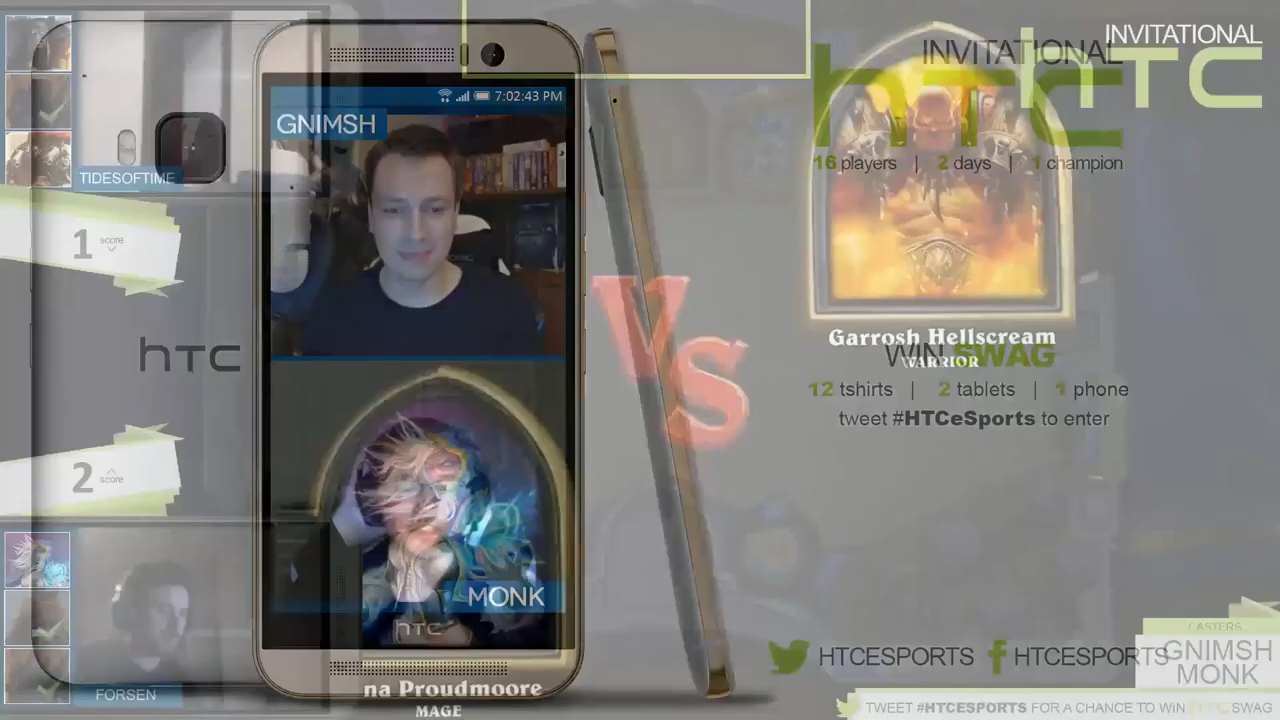 INVITATIONAL
hTC
INVITATIONAL
hTC
7:02:43 PM
GNIMSH
16 players | 2 days | 1 champion
TIDESOFTIME
1 score
hTC
VS
Garrosh Hellscream
WARRIOR
WIN SWAG
12 tshirts | 2 tablets | 1 phone
tweet #HTCeSports to enter
2 score
MONK
hTC
CASTERS
GNIMSH
MONK
HTCESPORTS
HTCESPORTS
FORSEN
na Proudmoore
MAGE
TWEET #HTCESPORTS FOR A CHANCE TO WIN hTC SWAG